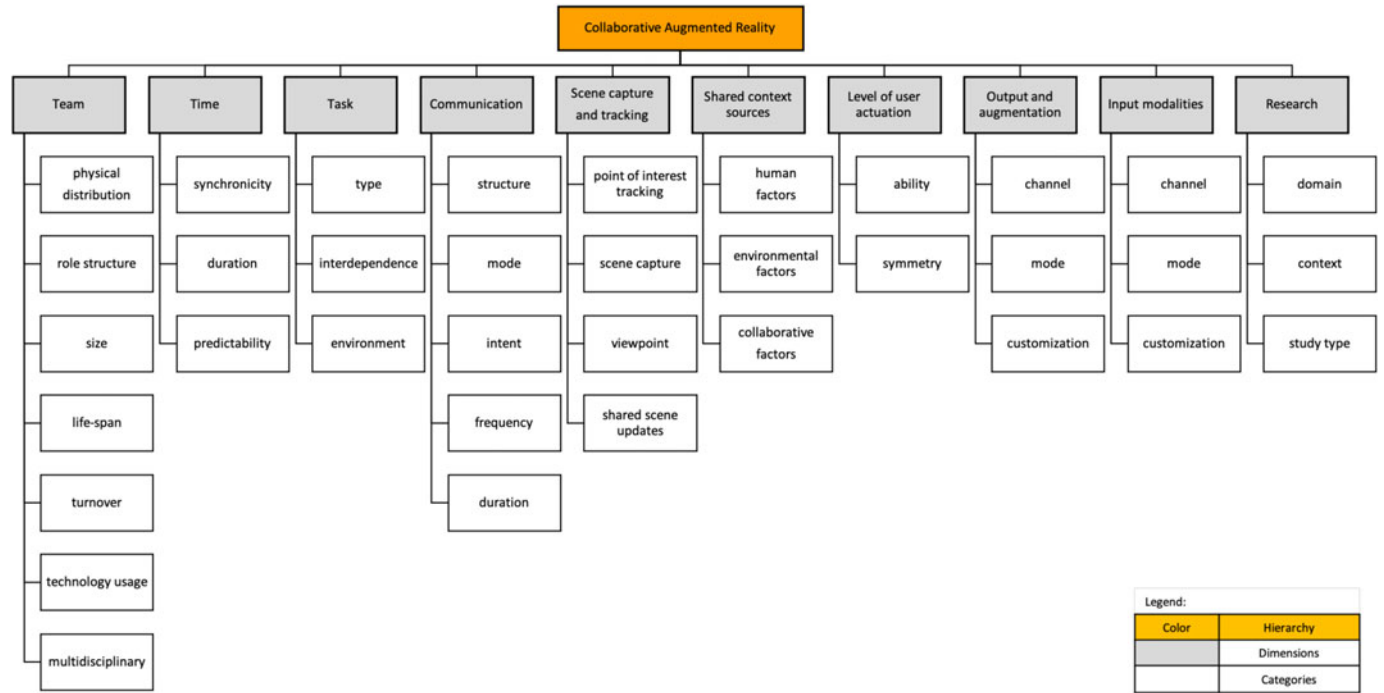 Collaborative Augmented Reality
Team
Time
Task
Communication
Scene capture
and tracking
Shared context
sources
Level of user
actuation
Output and
augmentation
Input modalities
Research
physical
distribution
role structure
size
life-span
turnover
technology usage
multidisciplinary
synchronicity
duration
predictability
type
interdependence
environment
structure
mode
intent
frequency
duration
point of interest
tracking
scene capture
viewpoint
shared scene
updates
human
factors
environmental
factors
collaborative
factors
ability
symmetry
channel
mode
customization
channel
mode
customization
domain
context
study type
Legend:
Color Hierarchy
Dimensions
Categories